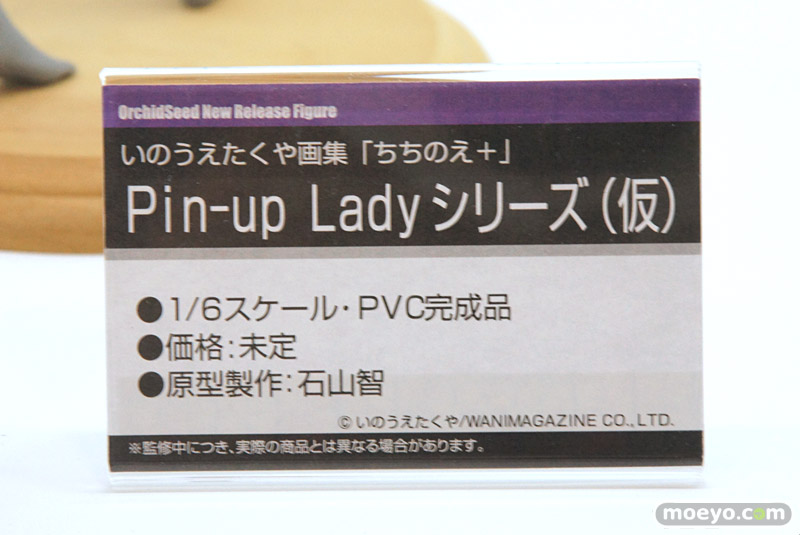 OrchidSeed New Release Figure
いのうえたくや画集「ちちのえ＋」
Pin-up Ladyシリーズ（仮）
●1/6スケール・PVC完成品
●価格：未定
●原型製作：石山智
©いのうえたくや/WANIMAGAZINE CO.,LTD.
※監修中につき、実際の商品とは異なる場合があります。
moeyo.com